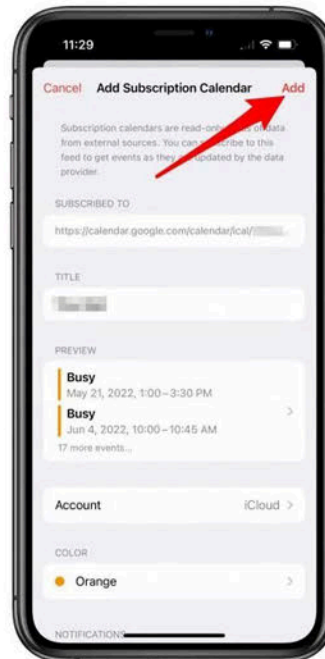 11:29
Cancel Add Subscription Calendar Add
Subscription calendars are read-only of data
from external sources. You can to this
feed to get events as they updated by the data
provider.
SUBSCRIBED TO
https://calendar.google.com/calendar/ical/
TITLE
PREVIEW
Busy
May 21, 2022, 1:00–3:30 PM
Busy
Jun 4, 2022, 10:00–10:45 AM
17 more events...
Account iCloud
COLOR
Orange
NOTIFICATIONS